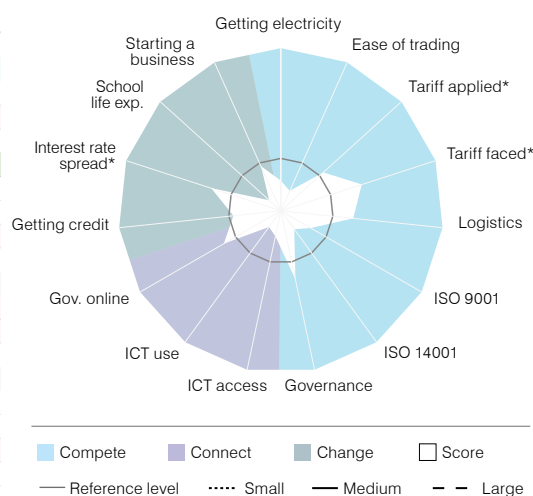 Getting electricity
Starting a
business
Ease of trading
School
life exp.
Tariff applied*
Interest rate
spread*
Tariff faced*
Getting credit
Logistics
Gov. online
ISO 9001
ICT use
ISO 14001
ICT access
Governance
Compete
Connect
Change
Score
Reference level
Small
Medium
Large